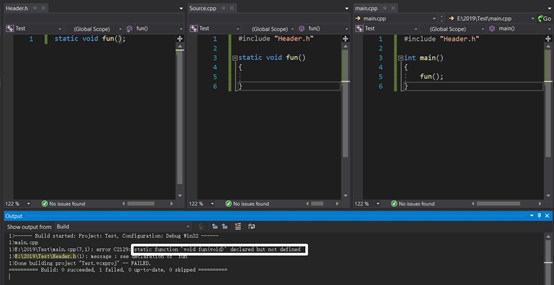 Header.h
Source.cpp
main.cpp
Test
(Global Scope)
fun()
Test
(Global Scope)
fun()
main.cpp
E:\2019\Test\main.cpp
Go
Test
(Global Scope)
main()
1 static void fun();
1 #include "Header.h"
2
3 static void fun()
4 {
5
6 }
1 #include "Header.h"
2
3 int main()
4 {
5 fun();
6 }
122 %
No issues found
122 %
No issues found
122 %
No issues found
Output
Show output from: Build
1>------ Build started: Project: Test, Configuration: Debug Win32 ------
1>main.cpp
1>E:\2019\Test\main.cpp(7,1): error C2129: static function 'void fun(void)' declared but not defined
1>E:\2019\Test\Header.h(1): message : see declaration of 'fun'
1>Done building project "Test.vcxproj" -- FAILED.
========== Build: 0 succeeded, 1 failed, 0 up-to-date, 0 skipped ==========